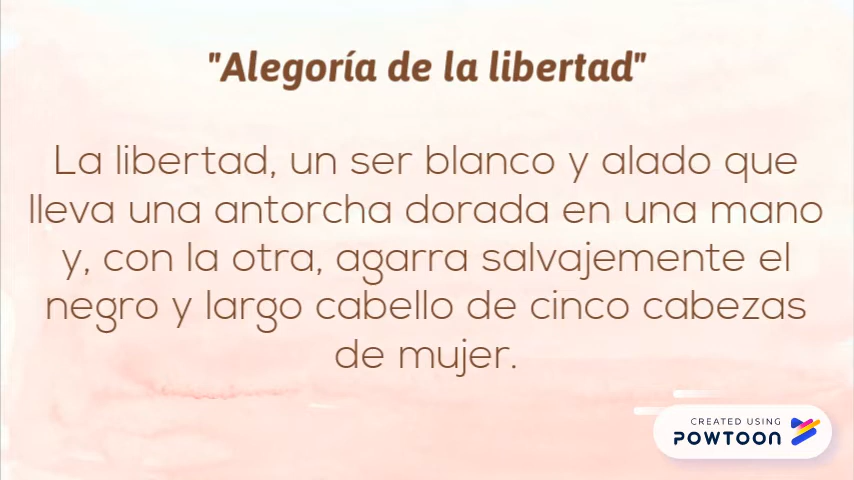 "Alegoría de la libertad"
La libertad, un ser blanco y alado que
lleva una antorcha dorada en una mano
y, con la otra, agarra salvajemente el
negro y largo cabello de cinco cabezas
de mujer.
CREATED USING
POWTOON